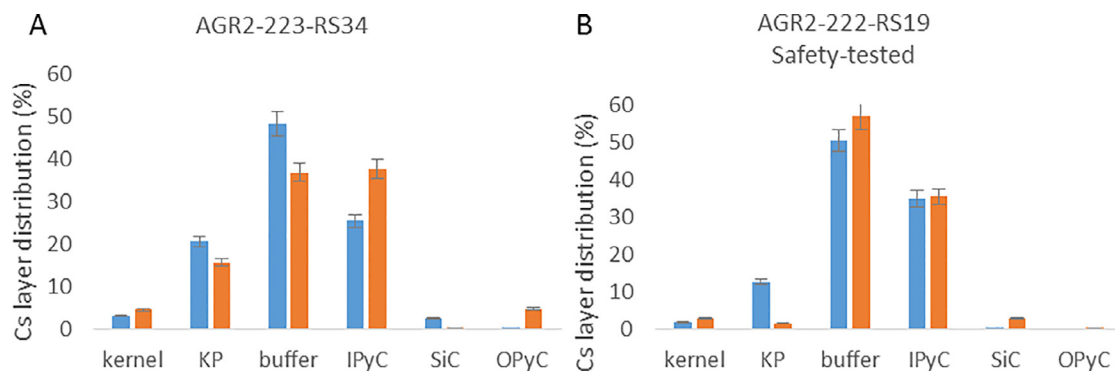 A
AGR2-223-RS34
Cs layer distribution (%)
60
50
40
30
20
10
0
kernel KP buffer IPyC SiC OPyC
B
AGR2-222-RS19
Safety-tested
Cs layer distribution (%)
60
50
40
30
20
10
0
kernel KP buffer IPyC SiC OPyC